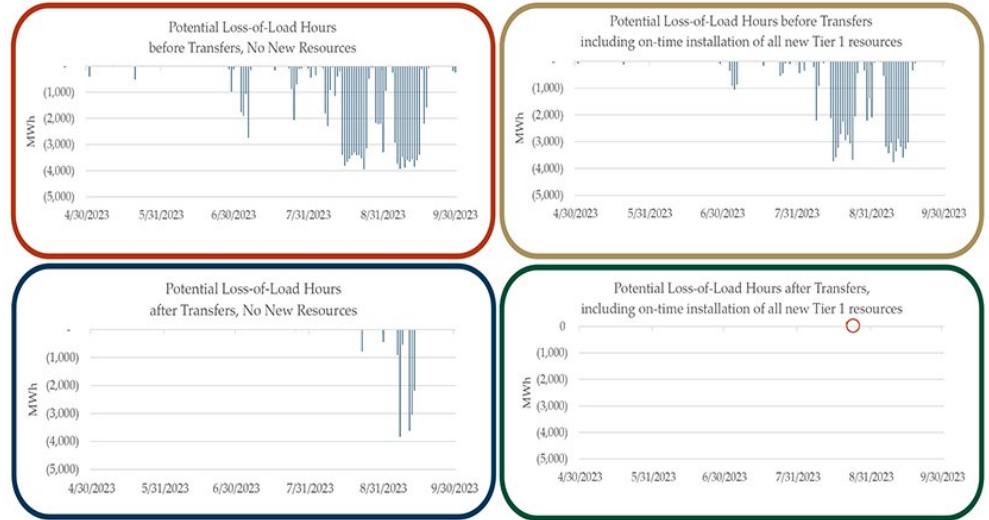 Potential Loss-of-Load Hours
before Transfers, No New Resources
-
(1,000)
(2,000)
(3,000)
(4,000)
(5,000)
MWh
4/30/2023 5/31/2023 6/30/2023 7/31/2023 8/31/2023 9/30/2023
Potential Loss-of-Load Hours before Transfers
including on-time installation of all new Tier 1 resources
-
(1,000)
(2,000)
(3,000)
(4,000)
(5,000)
MWh
4/30/2023 5/31/2023 6/30/2023 7/31/2023 8/31/2023 9/30/2023
Potential Loss-of-Load Hours
after Transfers, No New Resources
-
(1,000)
(2,000)
(3,000)
(4,000)
(5,000)
MWh
4/30/2023 5/31/2023 6/30/2023 7/31/2023 8/31/2023 9/30/2023
Potential Loss-of-Load Hours after Transfers,
including on-time installation of all new Tier 1 resources
0
(1,000)
(2,000)
(3,000)
(4,000)
(5,000)
MWh
4/30/2023 5/31/2023 6/30/2023 7/31/2023 8/31/2023 9/30/2023